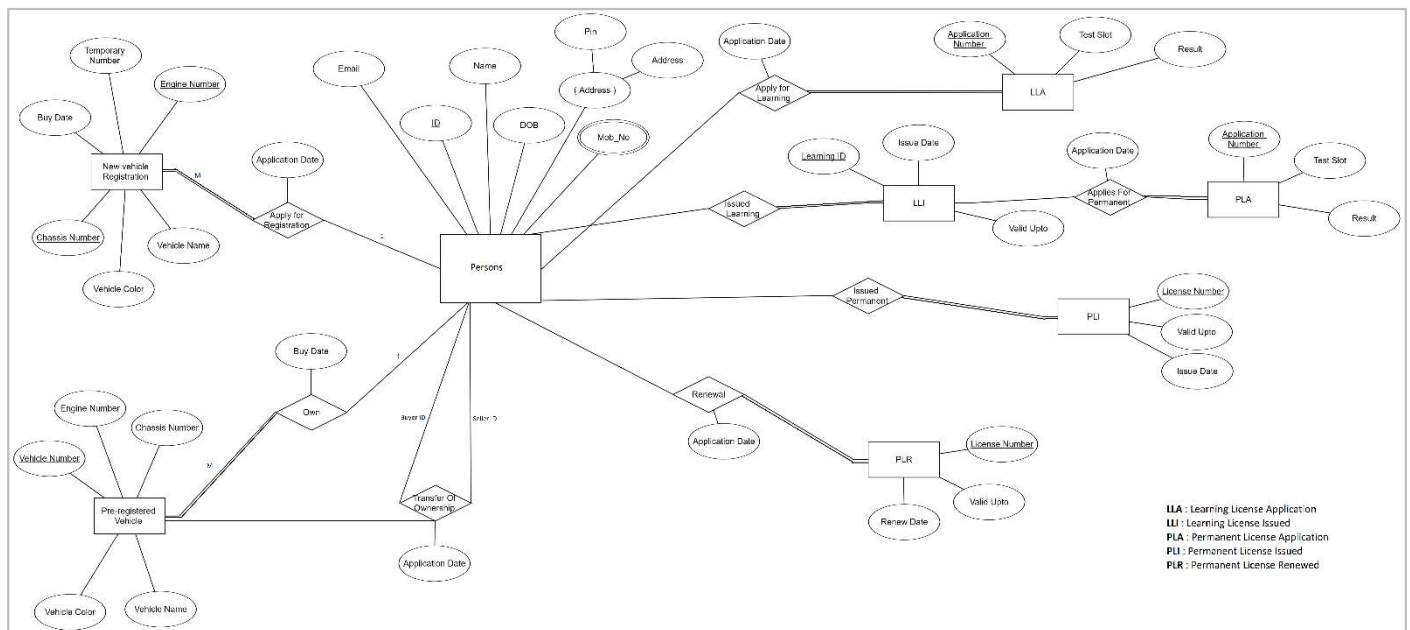 Temporary
Number
Engine Number
Buy Date
New vehicle
Registration
M
Application Date
Apply for
Registration
1
Chassis Number
Vehicle Name
Vehicle Color
Email
Name
ID
DOB
Pin
Address
( Address )
Mob_No
Persons
Application Date
Apply for
Learning
Application
Number
Test Slot
Result
LLA
Learning ID
Issue Date
Issued
Learning
LLI
Valid Upto
Application Date
Applies For
Permanent
Application
Number
Test Slot
PLA
Result
Issued
Permanent
PLI
License Number
Valid Upto
Issue Date
Buy Date
Own
1
M
Buyer ID
Seller ID
Engine Number
Chassis Number
Vehicle Number
Pre-registered
Vehicle
Vehicle Color
Vehicle Name
Transfer Of
Ownership
Application Date
Renewal
Application Date
PLR
License Number
Valid Upto
Renew Date
LLA : Learning License Application
LLI : Learning License Issued
PLA : Permanent License Application
PLI : Permanent License Issued
PLR : Permanent License Renewed